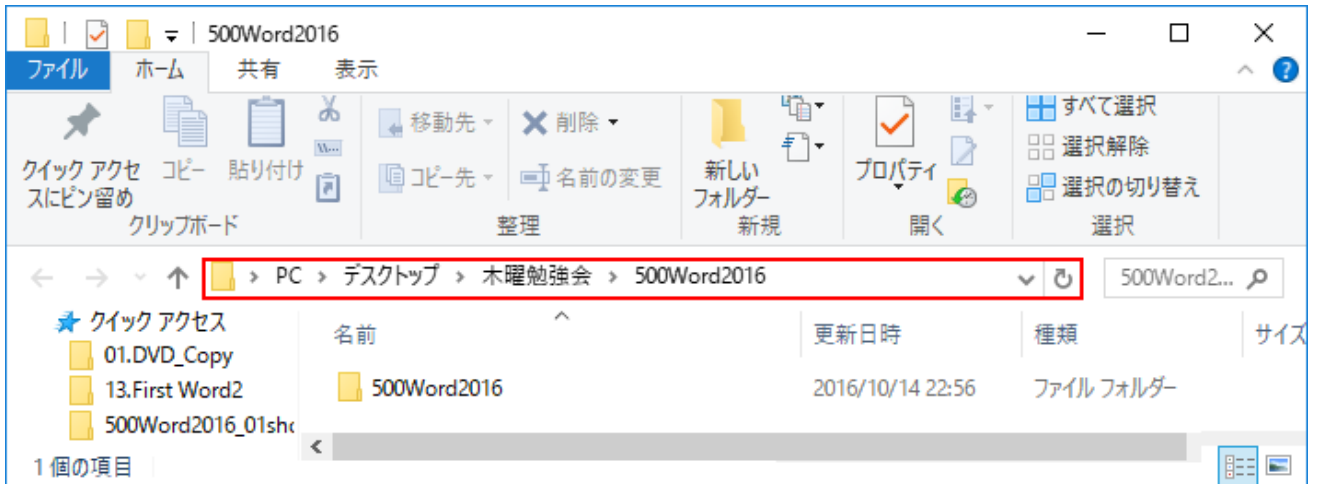 500Word2016
ファイル ホーム 共有 表示
クイック アクセスにピン留め
コピー
貼り付け
クリップボード
移動先
コピー先
削除
名前の変更
整理
新しいフォルダー
新規
プロパティ
開く
すべて選択
選択解除
選択の切り替え
選択
PC > デスクトップ > 木曜勉強会 > 500Word2016
500Word2...
クイック アクセス
01.DVD_Copy
13.First Word2
500Word2016_01sho
名前 更新日時 種類 サイズ
500Word2016 2016/10/14 22:56 ファイル フォルダー
1 個の項目